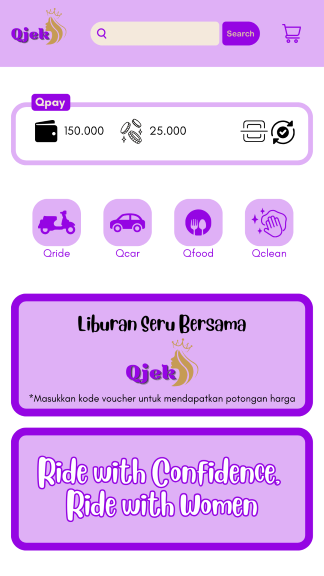 Qjek
Search
Qpay
150.000
25.000
Qride
Qcar
Qfood
Qclean
Liburan Seru Bersama
Qjek
*Masukkan kode voucher untuk mendapatkan potongan harga
Ride with Confidence.
Ride with Women